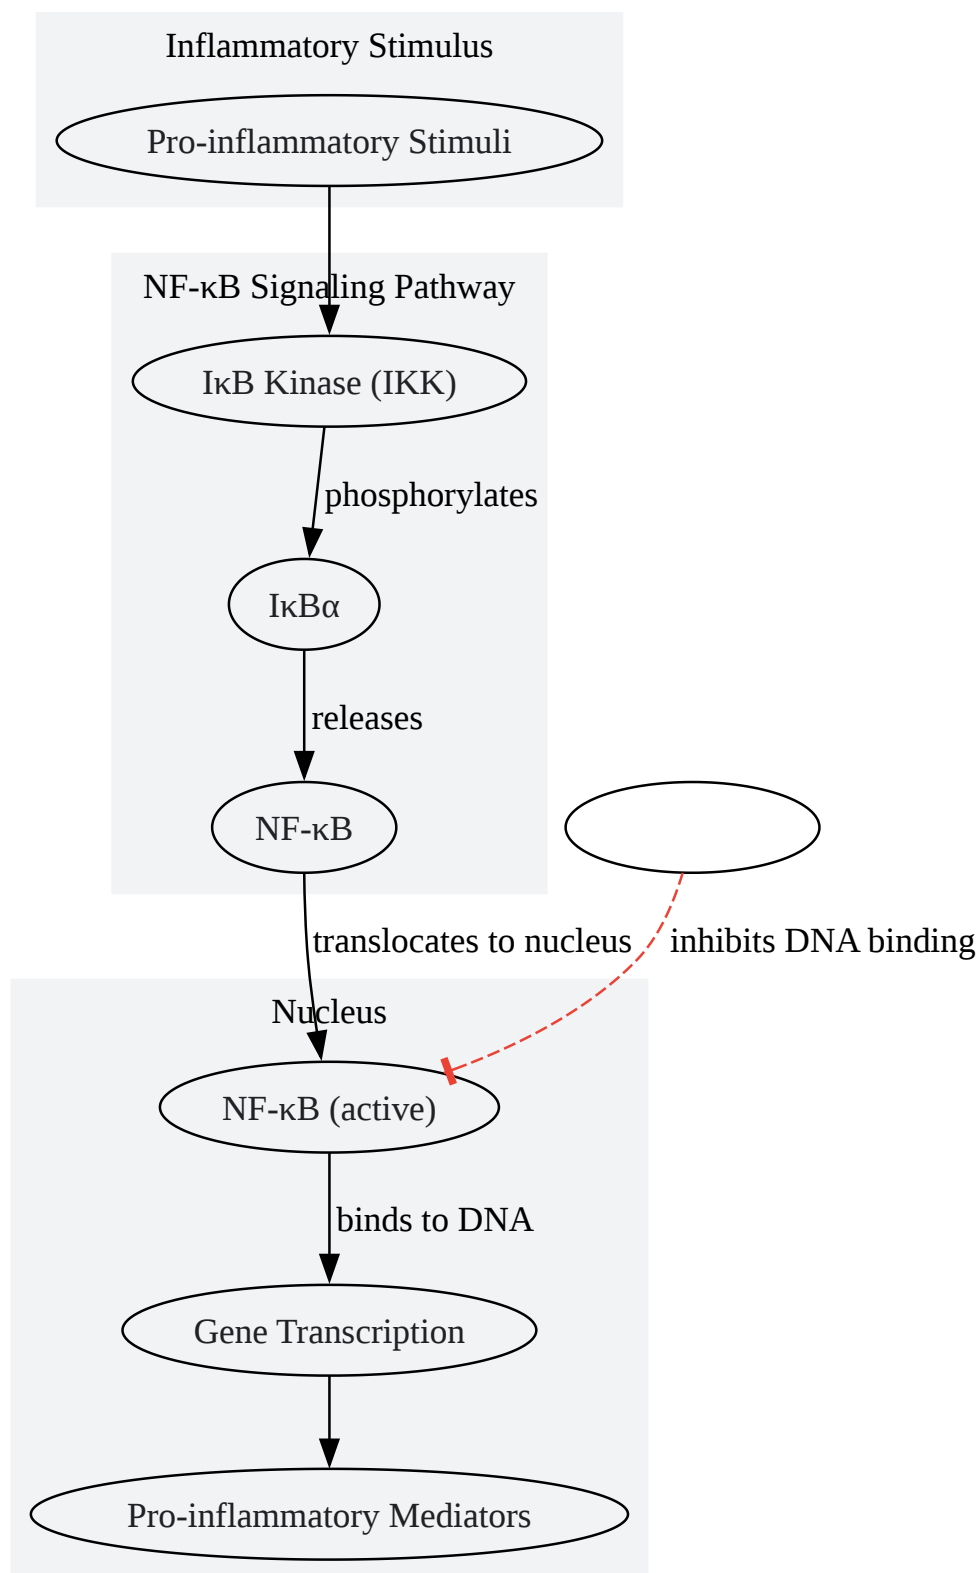 Inflammatory Stimulus
Pro-inflammatory Stimuli
NF-κB Signaling Pathway
IκB Kinase (IKK)
phosphorylates
IκBα
releases
NF-κB
translocates to nucleus
inhibits DNA binding
Nucleus
NF-κB (active)
binds to DNA
Gene Transcription
Pro-inflammatory Mediators